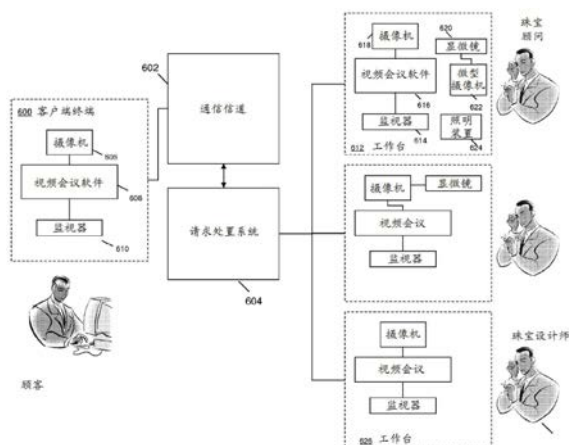 602
通信信道
600 客户端终端
摄像机
视频会议软件
606
监视器
610
请求处置系统
604
顾客
摄像机
618
620
显微镜
视频会议软件
616
微型
摄像机
622
监视器
614
照明
装置
624
612 工作台
珠宝
顾问
摄像机
显微镜
视频会议
监视器
摄像机
视频会议
监视器
626 工作台
珠宝设计师